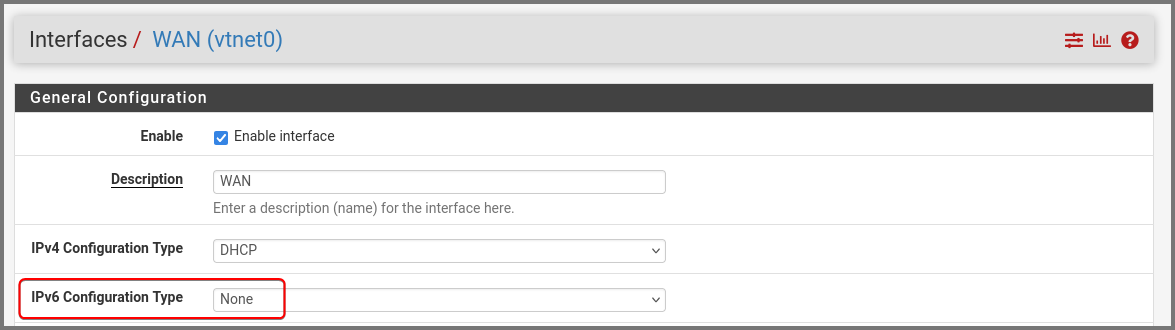 Interfaces / WAN (vtnet0)
General Configuration
Enable Enable interface
Description WAN
Enter a description (name) for the interface here.
IPv4 Configuration Type DHCP
IPv6 Configuration Type None